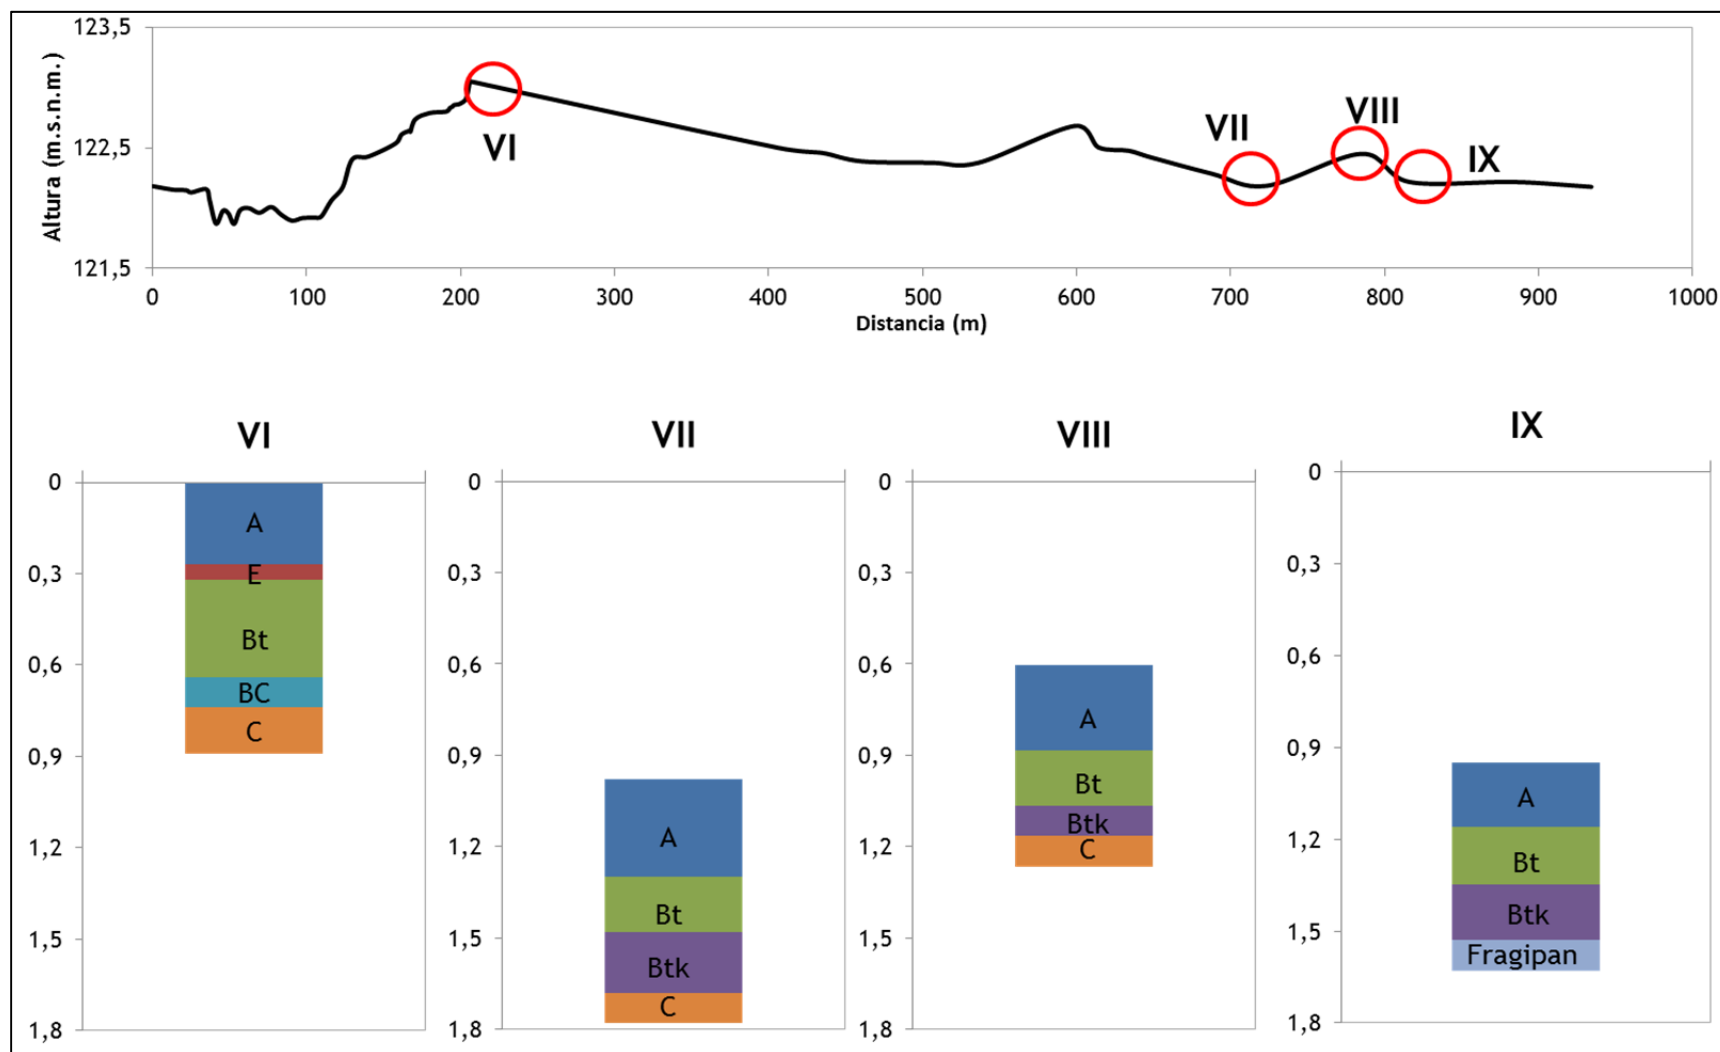 123,5
122,5
121,5
Altura (m.s.n.m.)
VI
VII
VIII
IX
0 100 200 300 400 500 600 700 800 900 1000
Distancia (m)
VI
0
0,3
0,6
0,9
1,2
1,5
1,8
A
E
Bt
BC
C
VII
0
0,3
0,6
0,9
1,2
1,5
1,8
A
Bt
Btk
C
VIII
0
0,3
0,6
0,9
1,2
1,5
1,8
A
Bt
Btk
C
IX
0
0,3
0,6
0,9
1,2
1,5
1,8
A
Bt
Btk
Fragipan